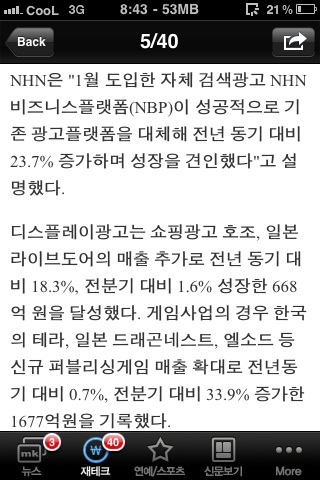 CooL 3G 8:43 - 53MB 21%
Back 5/40
NHN은 "1월 도입한 자체 검색광고 NHN
비즈니스플랫폼(NBP)이 성공적으로 기
존 광고플랫폼을 대체해 전년 동기 대비
23.7% 증가하며 성장을 견인했다"고 설
명했다.
디스플레이광고는 쇼핑광고 호조, 일본
라이브도어의 매출 추가로 전년 동기 대
비 18.3%, 전분기 대비 1.6% 성장한 668
억 원을 달성했다. 게임사업의 경우 한국
의 테라, 일본 드래곤네스트, 엘소드 등
신규 퍼블리싱게임 매출 확대로 전년동
기 대비 0.7%, 전분기 대비 33.9% 증가한
1677억원을 기록했다.
mk 3 ₩ 40
뉴스 재테크 연예/스포츠 신문보기 More